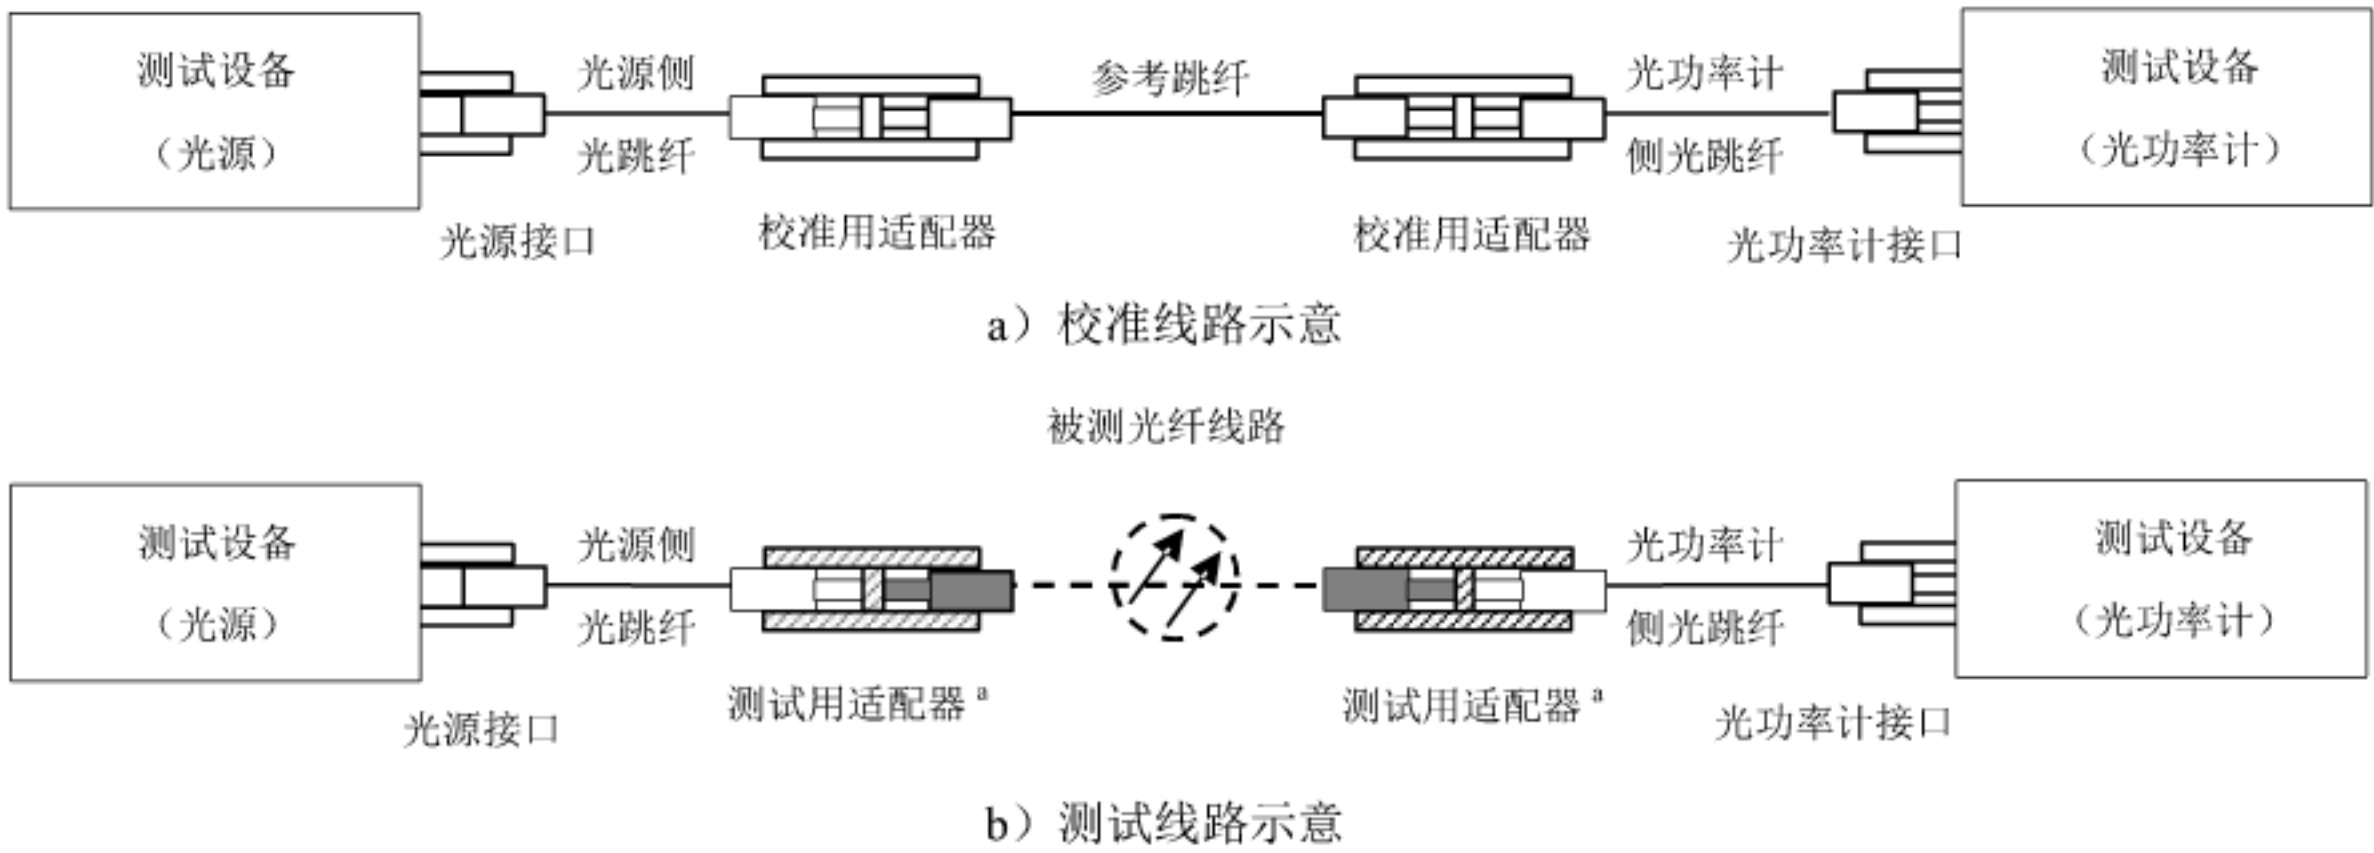 测试设备
(光源)
光源侧
光跳纤
光源接口
校准用适配器
参考跳纤
校准用适配器
光功率计
侧光跳纤
光功率计接口
测试设备
(光功率计)
a)校准线路示意
被测光纤线路
测试设备
(光源)
光源侧
光跳纤
光源接口
测试用适配器 a
测试用适配器 a
光功率计
侧光跳纤
光功率计接口
测试设备
(光功率计)
b)测试线路示意